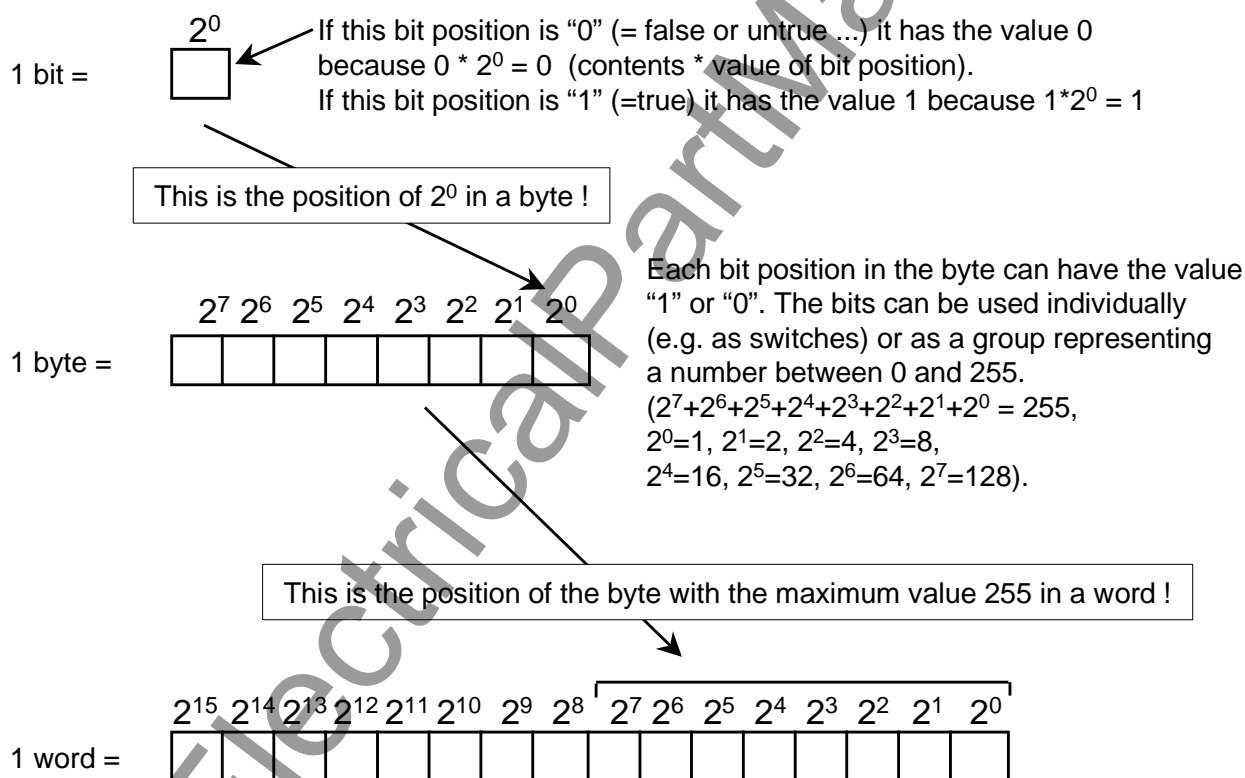 2⁰
If this bit position is “0” (= false or untrue ...) it has the value 0
1 bit =
because 0 * 2⁰ = 0 (contents * value of bit position).
If this bit position is “1” (=true) it has the value 1 because 1*2⁰ = 1
This is the position of 2⁰ in a byte !
Each bit position in the byte can have the value
“1” or “0”. The bits can be used individually
(e.g. as switches) or as a group representing
a number between 0 and 255.
(2⁷+2⁶+2⁵+2⁴+2³+2²+2¹+2⁰ = 255,
2⁰=1, 2¹=2, 2²=4, 2³=8,
2⁴=16, 2⁵=32, 2⁶=64, 2⁷=128).
2⁷ 2⁶ 2⁵ 2⁴ 2³ 2² 2¹ 2⁰
1 byte =
This is the position of the byte with the maximum value 255 in a word !
2¹⁵ 2¹⁴ 2¹³ 2¹² 2¹¹ 2¹⁰ 2⁹ 2⁸ 2⁷ 2⁶ 2⁵ 2⁴ 2³ 2² 2¹ 2⁰
1 word =
ElectricalPartMa